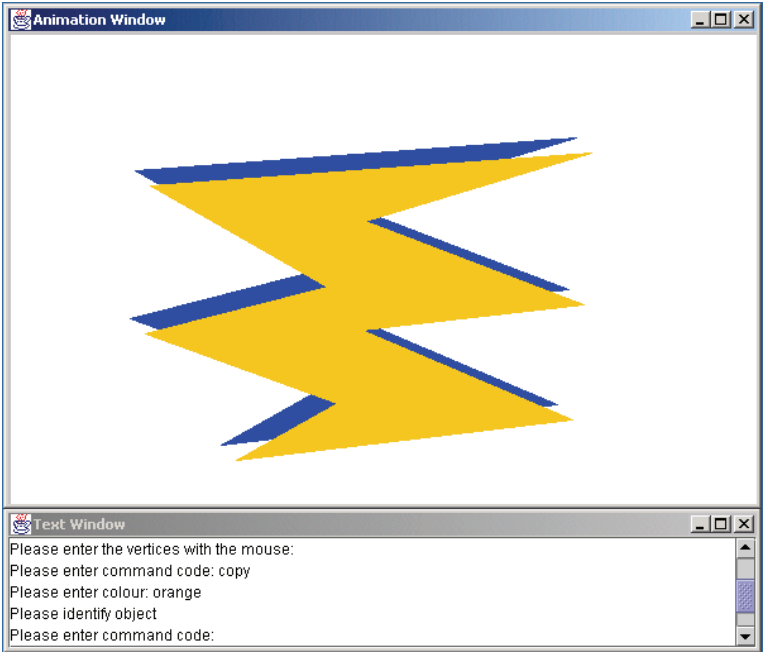 Animation Window
Text Window
Please enter the vertices with the mouse:
Please enter command code: copy
Please enter colour: orange
Please identify object
Please enter command code: